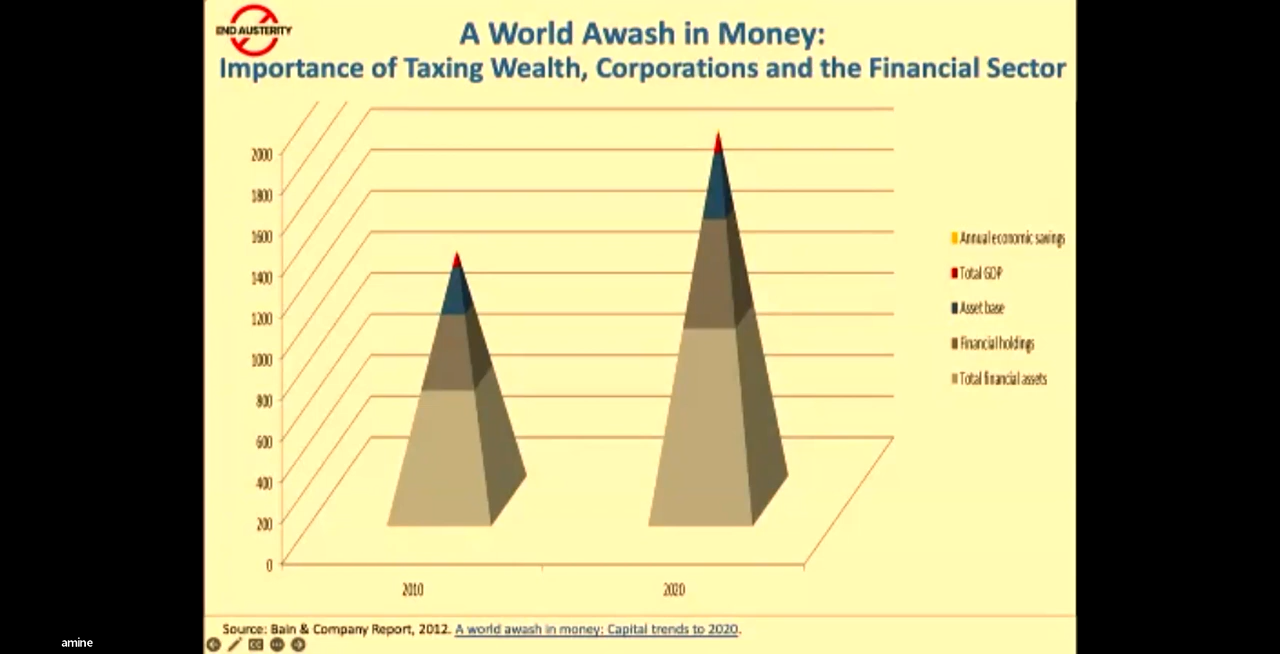 END AUSTERITY
A World Awash in Money:
Importance of Taxing Wealth, Corporations and the Financial Sector
2000
1800
1600
1400
1200
1000
800
600
400
200
0
2010
2020
Annual economic savings
Total GDP
Asset base
Financial holdings
Total financial assets
Source: Bain & Company Report, 2012. A world awash in money: Capital trends to 2020.
amine